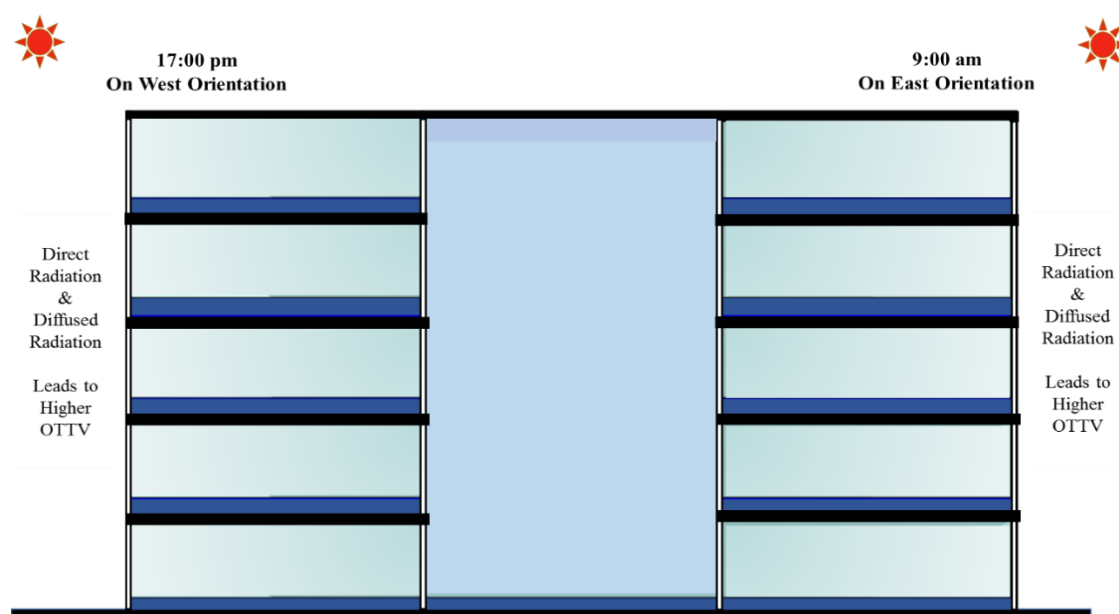 17:00 pm
On West Orientation
9:00 am
On East Orientation
Direct
Radiation
&
Diffused
Radiation
Leads to
Higher
OTTV
Direct
Radiation
&
Diffused
Radiation
Leads to
Higher
OTTV